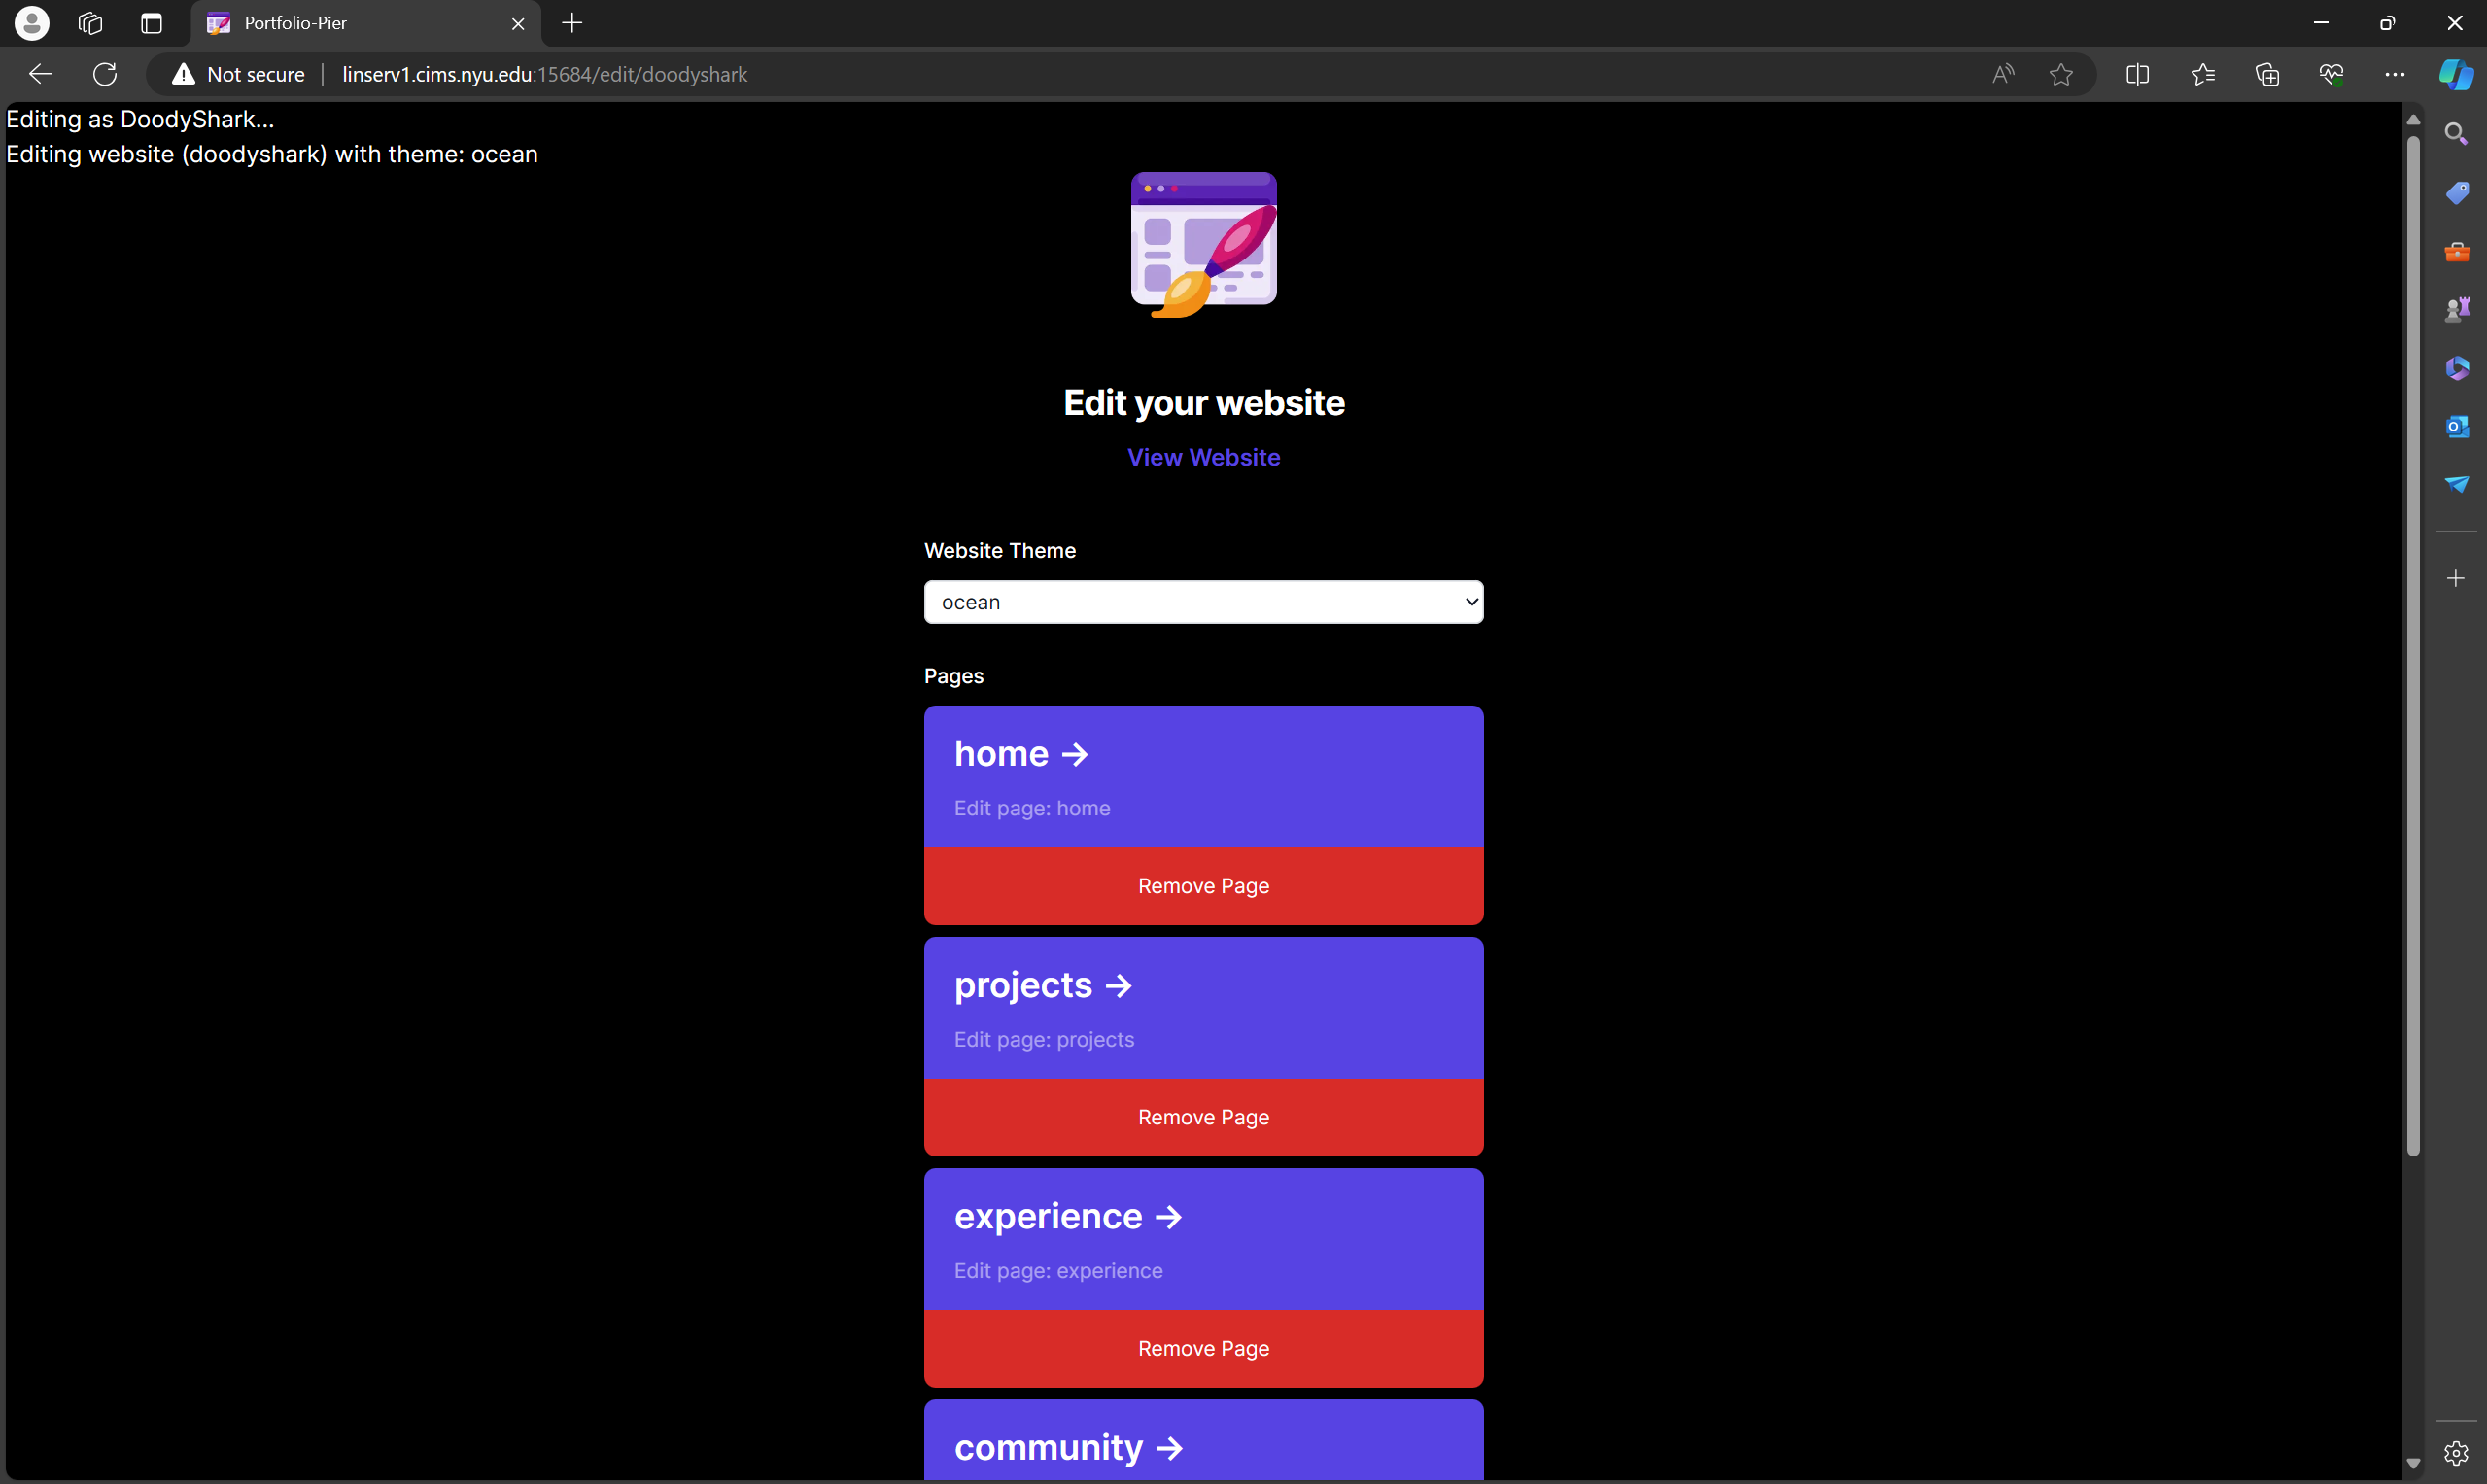 Portfolio-Pier
Not secure
linserv1.cims.nyu.edu:15684/edit/doodyshark
Editing as DoodyShark...
Editing website (doodyshark) with theme: ocean
Edit your website
View Website
Website Theme
ocean
Pages
home →
Edit page: home
Remove Page
projects →
Edit page: projects
Remove Page
experience →
Edit page: experience
Remove Page
community →